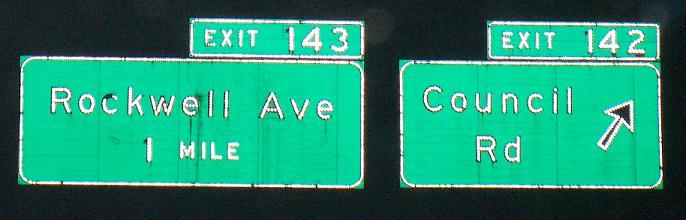 EXIT 143
Rockwell Ave
1 MILE
EXIT 142
Council
Rd